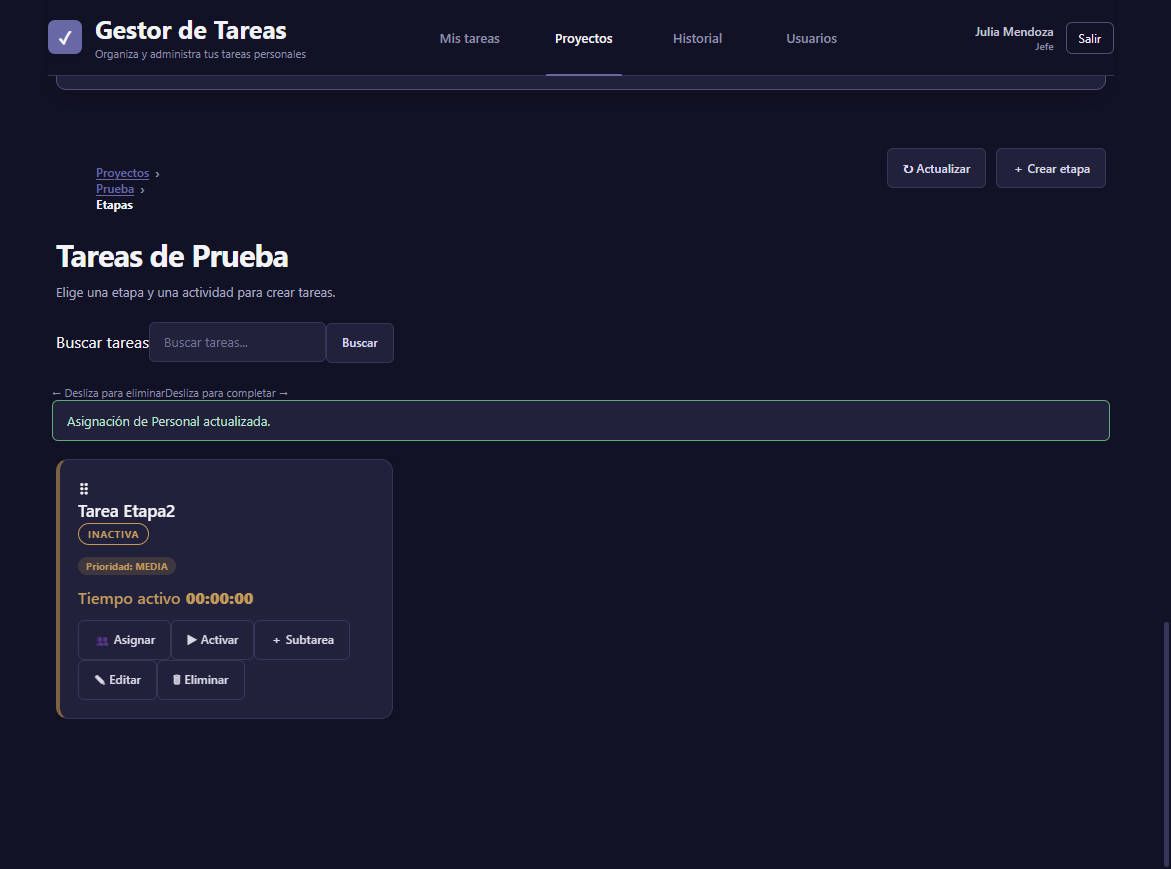 ✓ Gestor de Tareas
Organiza y administra tus tareas personales
Mis tareas
Proyectos
Historial
Usuarios
Julia Mendoza
Jefe
Salir
Proyectos ›
Prueba ›
Etapas
↻ Actualizar
+ Crear etapa
Tareas de Prueba
Elige una etapa y una actividad para crear tareas.
Buscar tareas
Buscar tareas...
Buscar
← Desliza para eliminarDesliza para completar →
Asignación de Personal actualizada.
Tarea Etapa2
INACTIVA
Prioridad: MEDIA
Tiempo activo 00:00:00
Asignar
▶ Activar
+ Subtarea
Editar
Eliminar